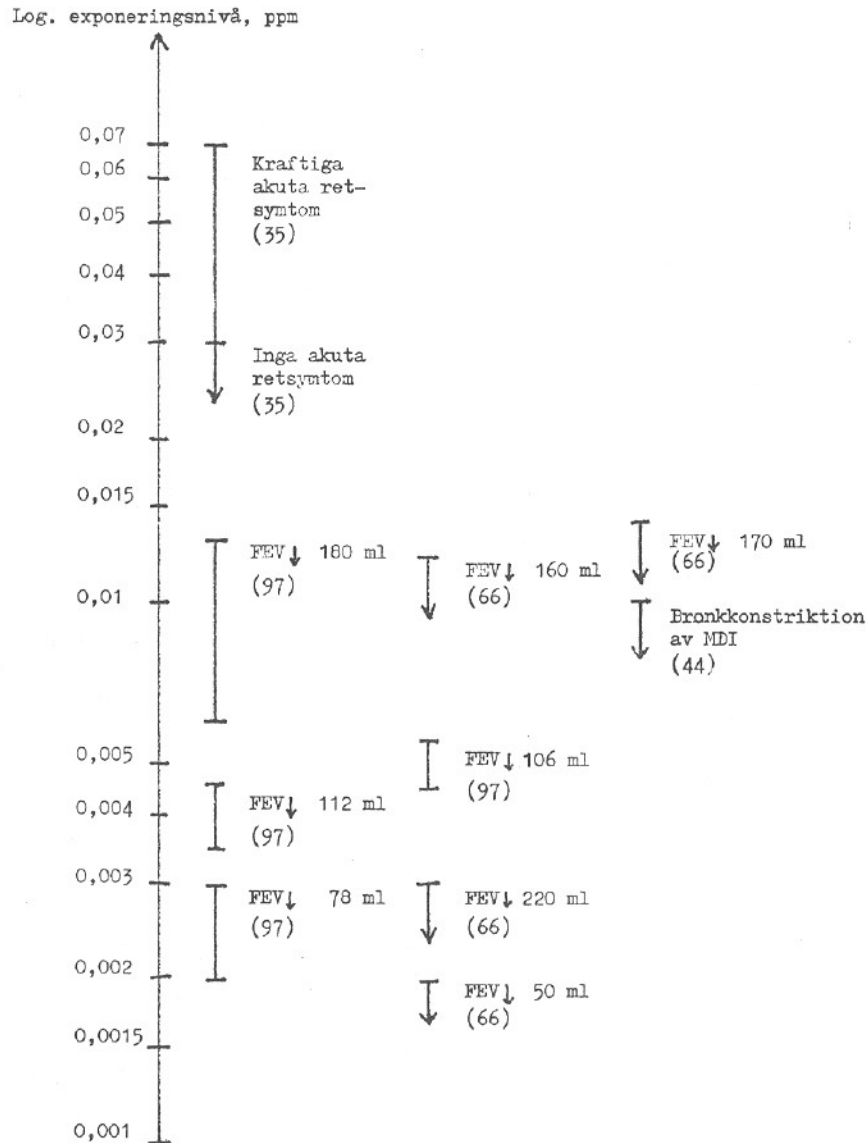 Log. exponeringsnivå, ppm
0,07
0,06
0,05
0,04
0,03
0,02
0,015
0,01
0,005
0,004
0,003
0,002
0,0015
0,001
Kraftiga
akuta ret-
symtom
(35)
Inga akuta
retsymtom
(35)
FEV↓ 180 ml
(97)
FEV↓ 160 ml
(66)
FEV↓ 170 ml
(66)
Bronkkonstriktion
av MDI
(44)
FEV↓ 106 ml
(97)
FEV↓ 112 ml
(97)
FEV↓ 78 ml
(97)
FEV↓ 220 ml
(66)
FEV↓ 50 ml
(66)